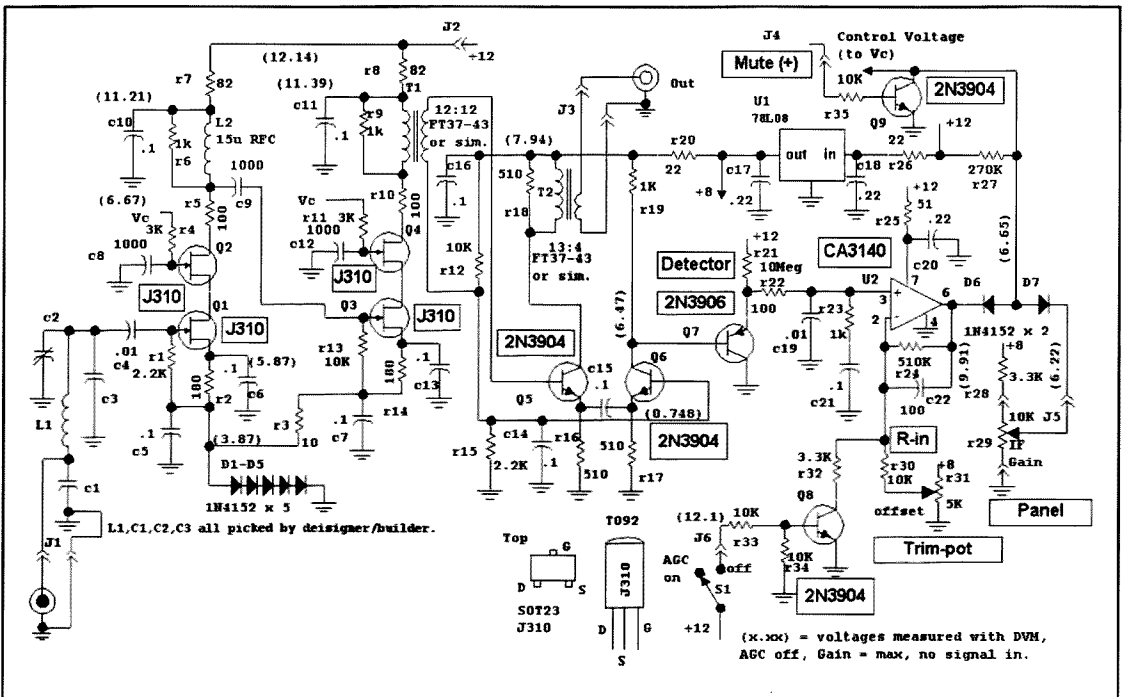 J2
+12
(12.14)
r7
82
(11.21)
c10
.1
1k
r6
L2
15u RFC
1000
c9
(6.67)
r5
100
Vc
3K
r4
1000
c8
Q2
J310
Q1
J310
c2
.01
c4
r1
2.2K
180
r2
.1
(5.87)
c6
c3
L1
.1
c5
(3.87)
r3
10
c1
D1-D5
1N4152 x 5
L1,C1,C2,C3 all picked by deisigner/builder.
J1
r8
82
(11.39)
c11
.1
r9
1k
T1
12:12
FT37-43
or sim.
r10
100
Vc
r11
3K
1000
c12
Q4
J310
Q3
J310
r13
10K
180
r14
.1
c13
.1
c7
c16
.1
10K
r12
510
r18
(7.94)
T2
13:4
FT37-43
or sim.
J3
Out
1K
r19
r20
22
(6.47)
2N3904
Q5
c15
.1
Q6
(0.748)
2N3904
r15
2.2K
c14
.1
r16
510
510
r17
J4
Mute (+)
Control Voltage
(to Vc)
10K
r35
Q9
2N3904
U1
78L08
out
in
+8
c17
.22
c18
.22
22
r26
+12
270K
r27
+12
51
r25
.22
c20
(6.65)
+12
r21
10Meg
Detector
2N3906
Q7
r22
100
.01
c19
r23
1k
.1
c21
CA3140
U2
3
+
7
6
2
-
4
D6
D7
1N4152 x 2
510K
r24
c22
100
(9.91)
+8
3.3K
r28
(6.22)
10K
r29
IF
Gain
J5
Panel
R-in
r30
10K
+8
r31
5K
offset
Trim-pot
3.3K
r32
Q8
2N3904
(12.1)
J6
10K
r33
10K
r34
AGC
on
off
S1
+12
Top
G
D
S
SOT23
J310
TO92
J310
D
G
S
(x.xx) = voltages measured with DVM,
AGC off, Gain = max, no signal in.